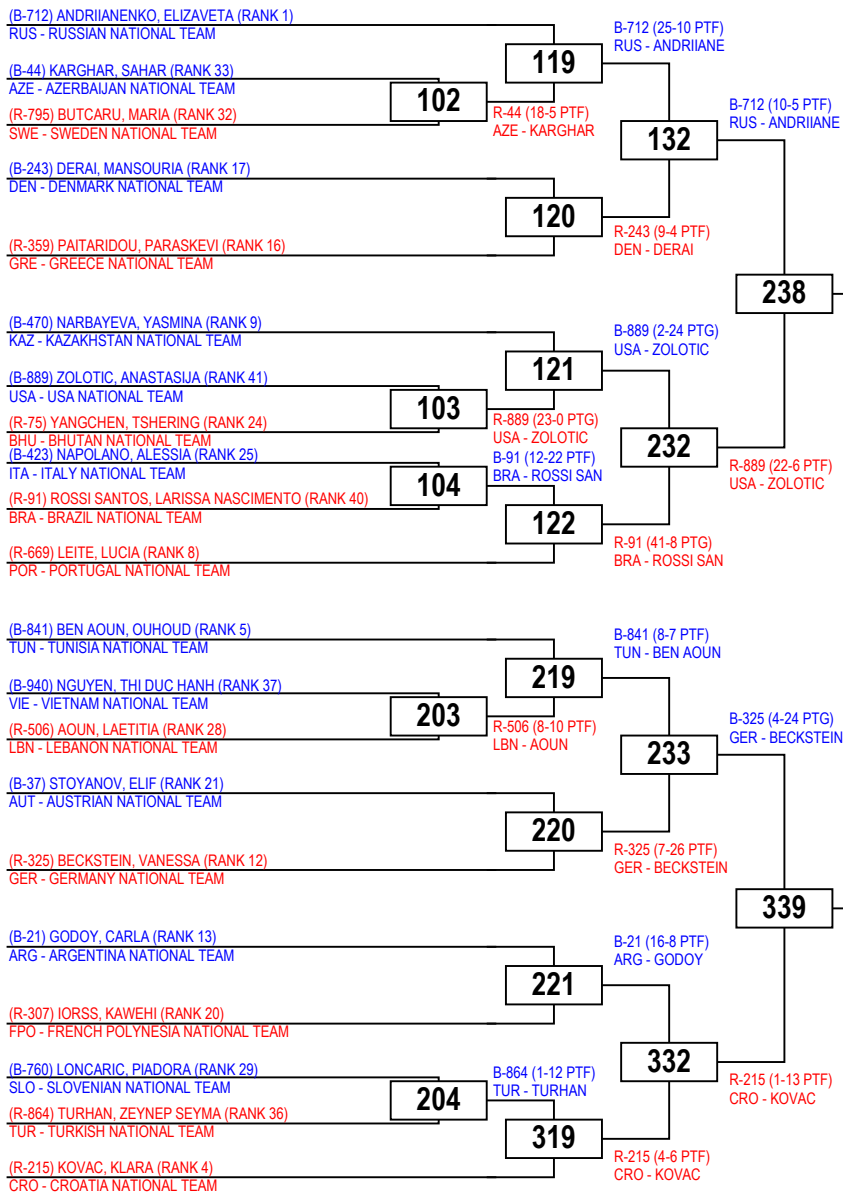 (B-712) ANDRIIANENKO, ELIZAVETA (RANK 1)
RUS - RUSSIAN NATIONAL TEAM
B-712 (25-10 PTF)
RUS - ANDRIIANE
119
(B-44) KARGHAR, SAHAR (RANK 33)
AZE - AZERBAIJAN NATIONAL TEAM
102
R-44 (18-5 PTF)
AZE - KARGHAR
(R-795) BUTCARU, MARIA (RANK 32)
SWE - SWEDEN NATIONAL TEAM
B-712 (10-5 PTF)
RUS - ANDRIIANE
132
(B-243) DERAI, MANSOURIA (RANK 17)
DEN - DENMARK NATIONAL TEAM
120
R-243 (9-4 PTF)
DEN - DERAI
(R-359) PAITARIDOU, PARASKEVI (RANK 16)
GRE - GREECE NATIONAL TEAM
238
(B-470) NARBAYEVA, YASMINA (RANK 9)
KAZ - KAZAKHSTAN NATIONAL TEAM
B-889 (2-24 PTG)
USA - ZOLOTIC
121
(B-889) ZOLOTIC, ANASTASIJA (RANK 41)
USA - USA NATIONAL TEAM
103
R-889 (23-0 PTG)
USA - ZOLOTIC
(R-75) YANGCHEN, TSHERING (RANK 24)
BHU - BHUTAN NATIONAL TEAM
232
R-889 (22-6 PTF)
USA - ZOLOTIC
(B-423) NAPOLANO, ALESSIA (RANK 25)
ITA - ITALY NATIONAL TEAM
B-91 (12-22 PTF)
BRA - ROSSI SAN
104
(R-91) ROSSI SANTOS, LARISSA NASCIMENTO (RANK 40)
BRA - BRAZIL NATIONAL TEAM
122
R-91 (41-8 PTG)
BRA - ROSSI SAN
(R-669) LEITE, LUCIA (RANK 8)
POR - PORTUGAL NATIONAL TEAM
(B-841) BEN AOUN, OUHOUD (RANK 5)
TUN - TUNISIA NATIONAL TEAM
B-841 (8-7 PTF)
TUN - BEN AOUN
219
(B-940) NGUYEN, THI DUC HANH (RANK 37)
VIE - VIETNAM NATIONAL TEAM
203
R-506 (8-10 PTF)
LBN - AOUN
(R-506) AOUN, LAETITIA (RANK 28)
LBN - LEBANON NATIONAL TEAM
B-325 (4-24 PTG)
GER - BECKSTEIN
233
(B-37) STOYANOV, ELIF (RANK 21)
AUT - AUSTRIAN NATIONAL TEAM
220
R-325 (7-26 PTF)
GER - BECKSTEIN
(R-325) BECKSTEIN, VANESSA (RANK 12)
GER - GERMANY NATIONAL TEAM
339
(B-21) GODOY, CARLA (RANK 13)
ARG - ARGENTINA NATIONAL TEAM
B-21 (16-8 PTF)
ARG - GODOY
221
(R-307) IORSS, KAWEHI (RANK 20)
FPO - FRENCH POLYNESIA NATIONAL TEAM
332
R-215 (1-13 PTF)
CRO - KOVAC
(B-760) LONCARIC, PIADORA (RANK 29)
SLO - SLOVENIAN NATIONAL TEAM
B-864 (1-12 PTF)
TUR - TURHAN
204
(R-864) TURHAN, ZEYNEP SEYMA (RANK 36)
TUR - TURKISH NATIONAL TEAM
319
R-215 (4-6 PTF)
CRO - KOVAC
(R-215) KOVAC, KLARA (RANK 4)
CRO - CROATIA NATIONAL TEAM